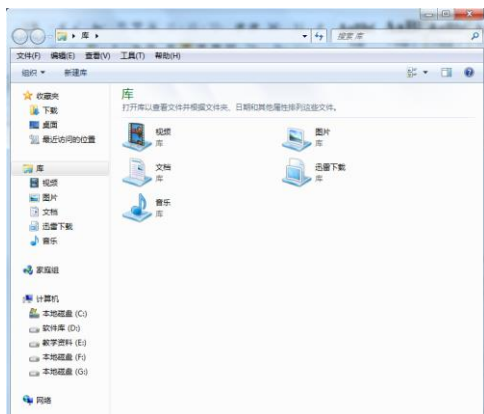 库
搜索 库
文件(F) 编辑(E) 查看(V) 工具(T) 帮助(H)
组织 新建库
收藏夹
下载
桌面
最近访问的位置
库
视频
图片
文档
迅雷下载
音乐
家庭组
计算机
本地磁盘 (C:)
软件库 (D:)
教学资料 (E:)
本地磁盘 (F:)
本地磁盘 (G:)
网络
库
打开库以查看文件并根据文件夹、日期和其他属性排列这些文件。
视频
库
图片
库
文档
库
迅雷下载
库
音乐
库